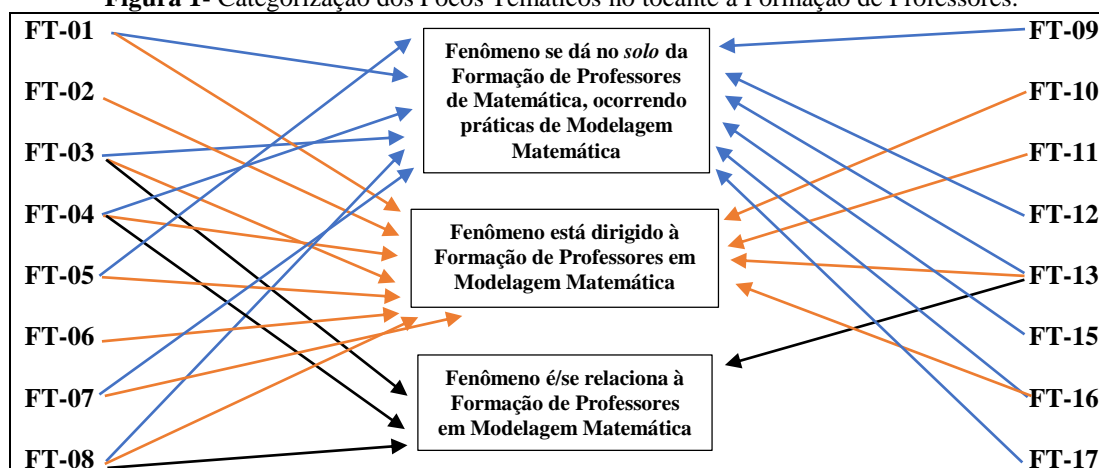 Figura 1- Categorização dos Focos Temáticos no tocante à Formação de Professores.
FT-01
FT-02
FT-03
FT-04
FT-05
FT-06
FT-07
FT-08
Fenômeno se dá no solo da
Formação de Professores
de Matemática, ocorrendo
práticas de Modelagem
Matemática
Fenômeno está dirigido à
Formação de Professores em
Modelagem Matemática
Fenômeno é/se relaciona à
Formação de Professores
em Modelagem Matemática
FT-09
FT-10
FT-11
FT-12
FT-13
FT-15
FT-16
FT-17